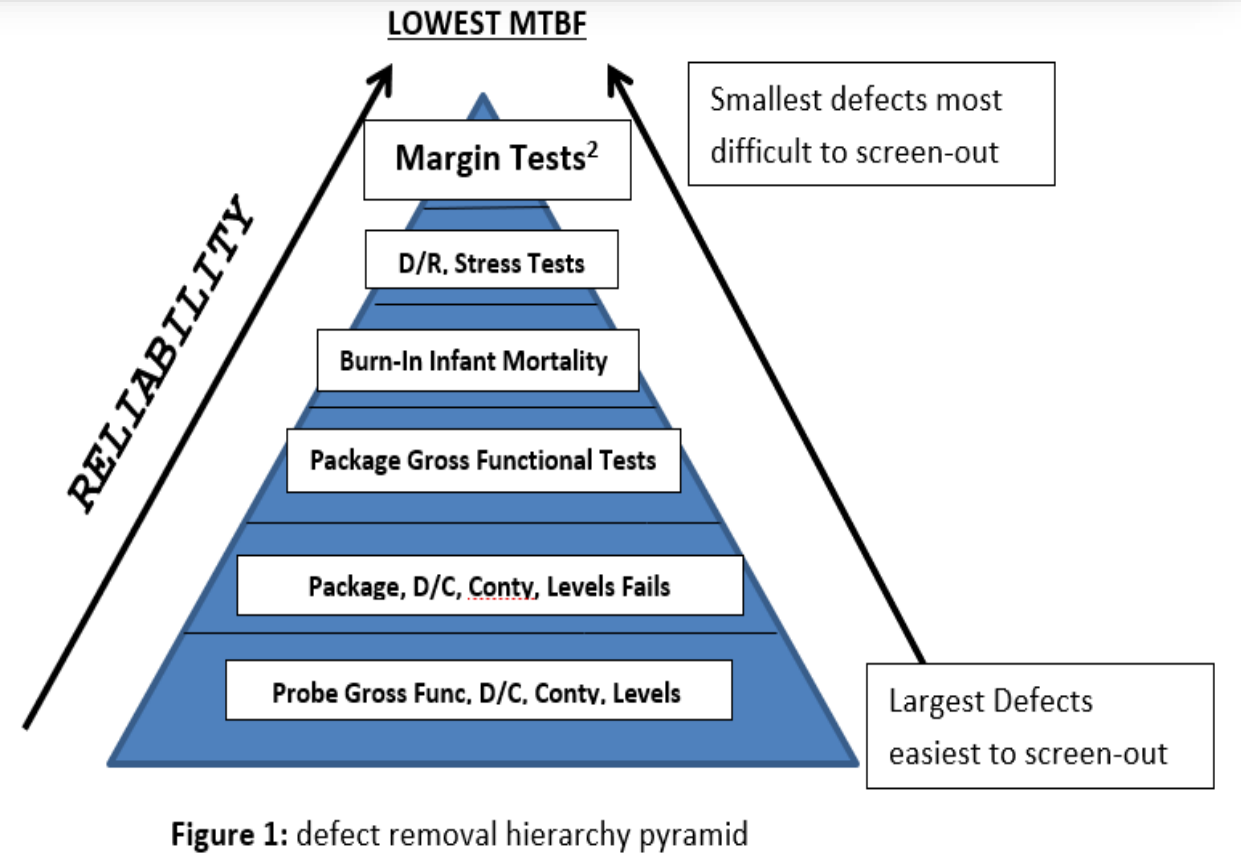 LOWEST MTBF
Smallest defects most
difficult to screen-out
Margin Tests²
RELIABILITY
D/R, Stress Tests
Burn-In Infant Mortality
Package Gross Functional Tests
Package, D/C, Conty, Levels Fails
Probe Gross Func, D/C, Conty, Levels
Largest Defects
easiest to screen-out
Figure 1: defect removal hierarchy pyramid